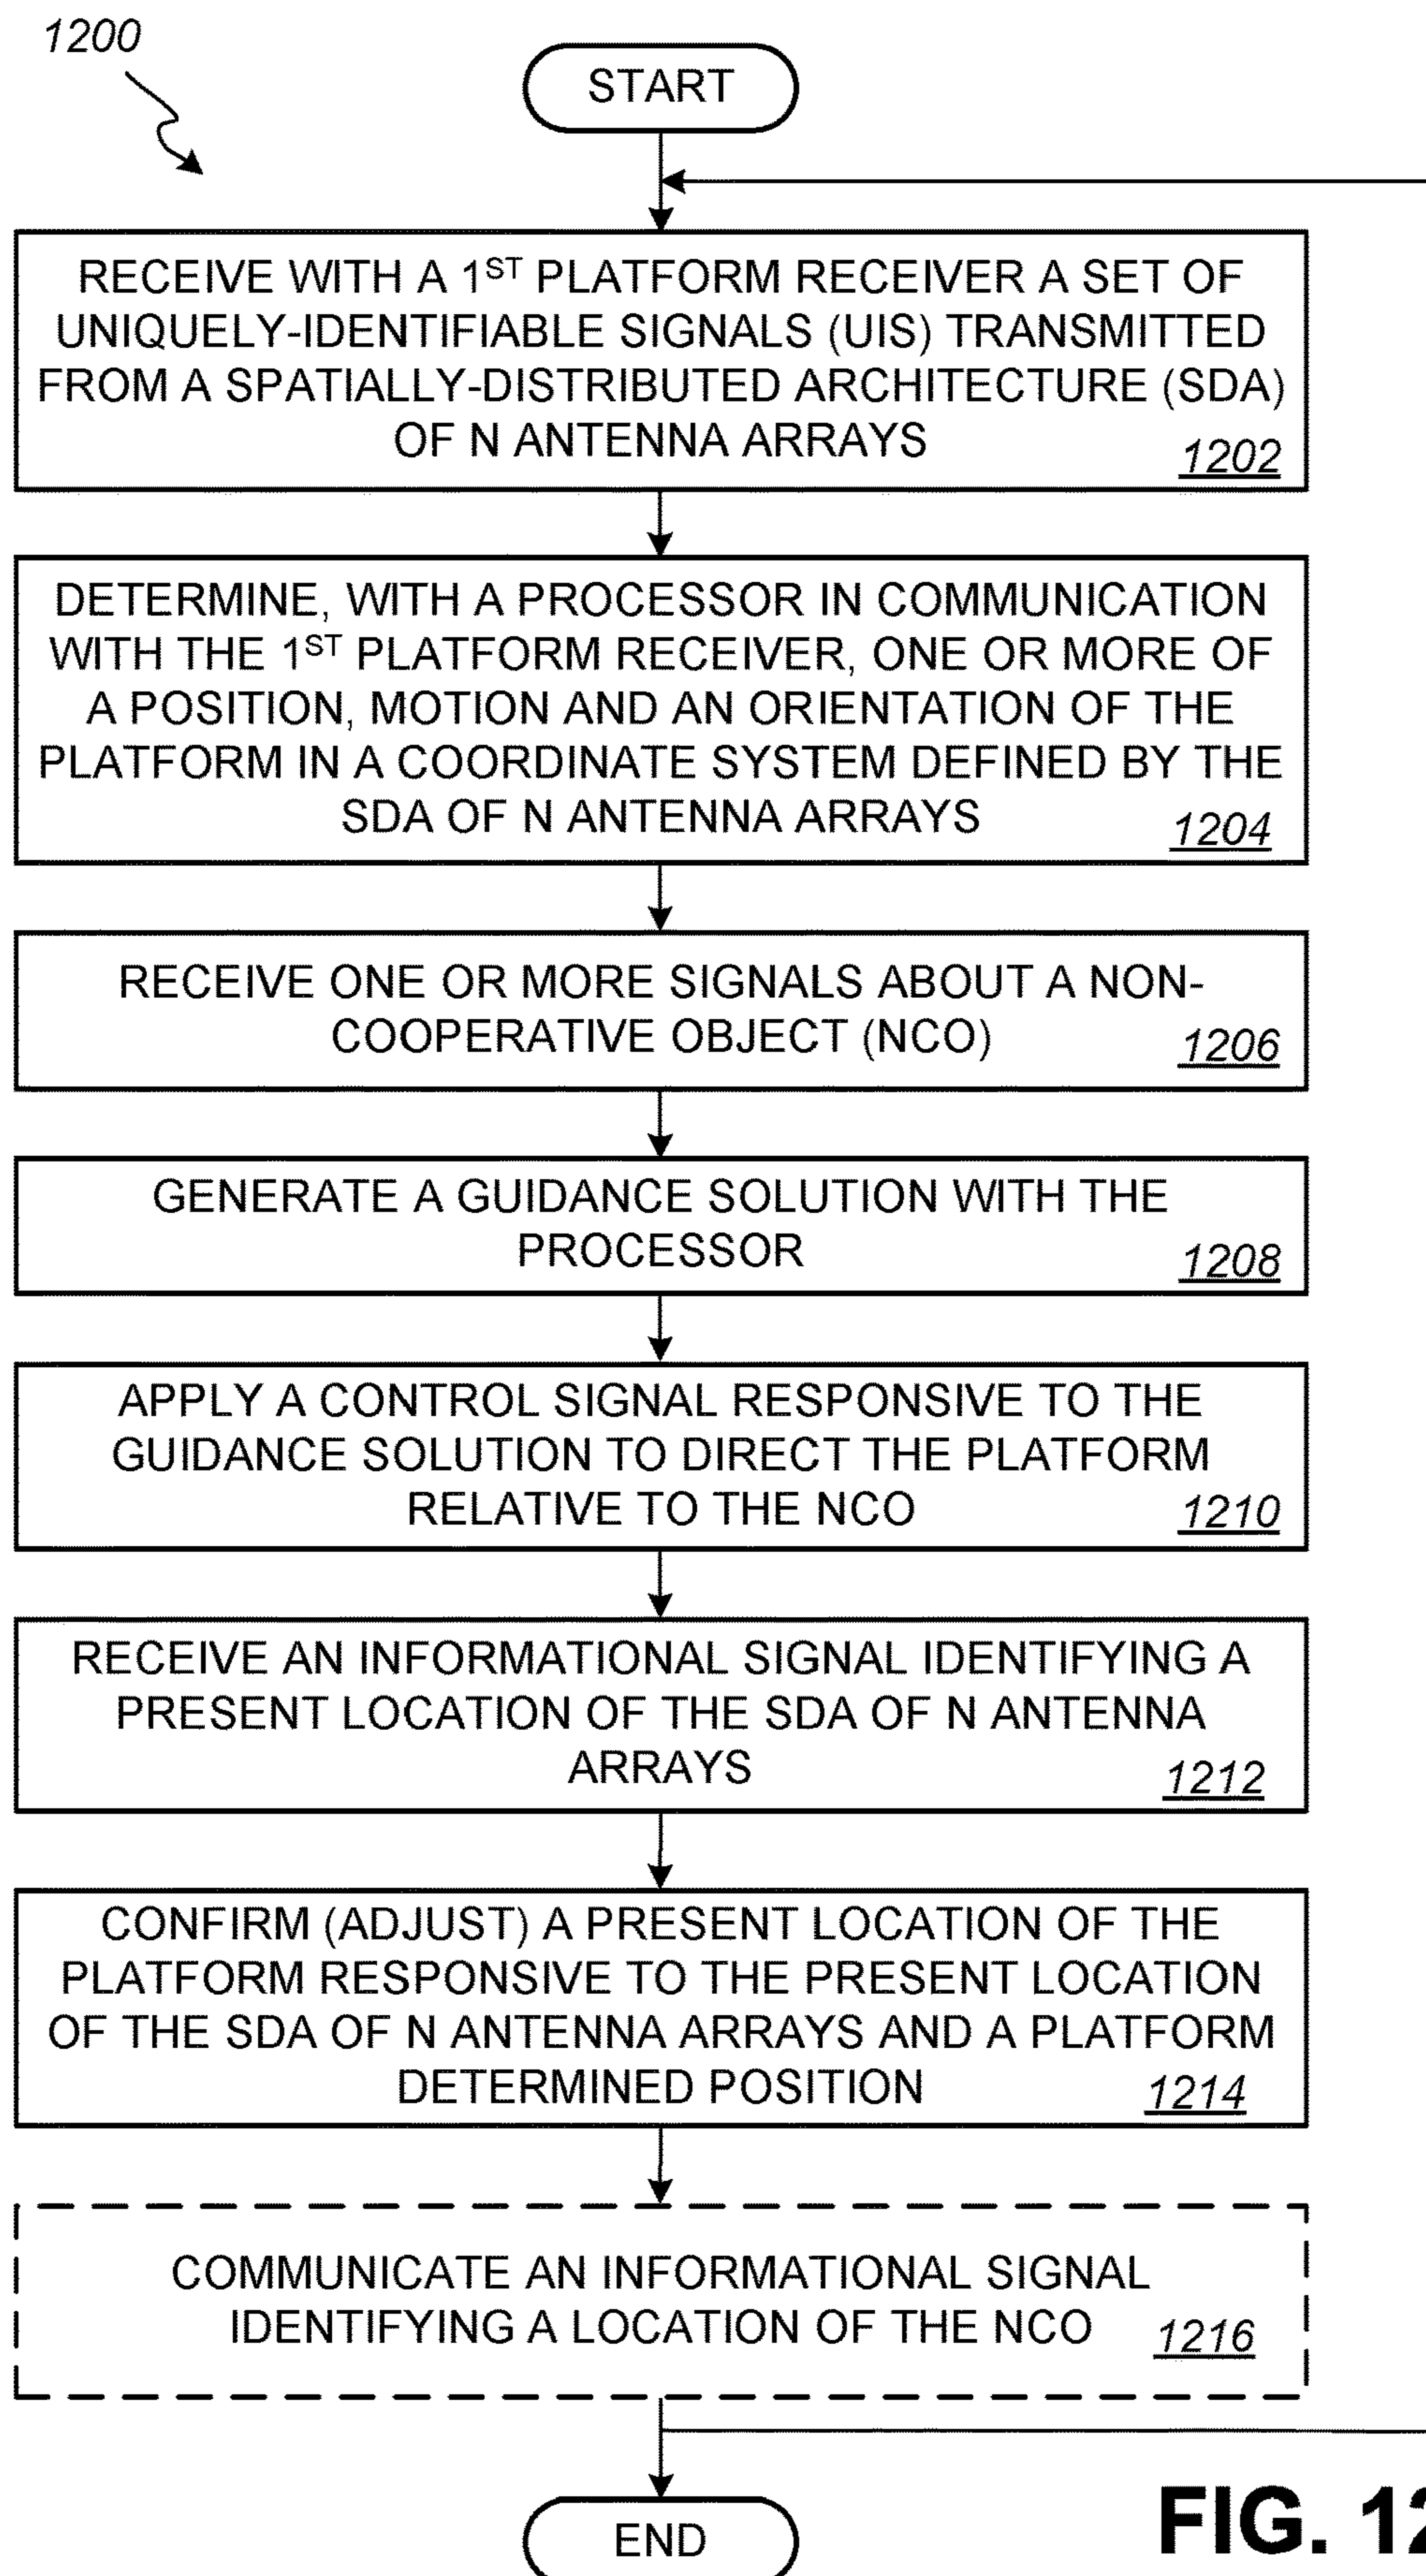 1200
START
RECEIVE WITH A 1ST PLATFORM RECEIVER A SET OF
UNIQUELY-IDENTIFIABLE SIGNALS (UIS) TRANSMITTED
FROM A SPATIALLY-DISTRIBUTED ARCHITECTURE (SDA)
OF N ANTENNA ARRAYS
1202
DETERMINE, WITH A PROCESSOR IN COMMUNICATION
WITH THE 1ST PLATFORM RECEIVER, ONE OR MORE OF
A POSITION, MOTION AND AN ORIENTATION OF THE
PLATFORM IN A COORDINATE SYSTEM DEFINED BY THE
SDA OF N ANTENNA ARRAYS
1204
RECEIVE ONE OR MORE SIGNALS ABOUT A NON-
COOPERATIVE OBJECT (NCO)
1206
GENERATE A GUIDANCE SOLUTION WITH THE
PROCESSOR
1208
APPLY A CONTROL SIGNAL RESPONSIVE TO THE
GUIDANCE SOLUTION TO DIRECT THE PLATFORM
RELATIVE TO THE NCO
1210
RECEIVE AN INFORMATIONAL SIGNAL IDENTIFYING A
PRESENT LOCATION OF THE SDA OF N ANTENNA
ARRAYS
1212
CONFIRM (ADJUST) A PRESENT LOCATION OF THE
PLATFORM RESPONSIVE TO THE PRESENT LOCATION
OF THE SDA OF N ANTENNA ARRAYS AND A PLATFORM
DETERMINED POSITION
1214
COMMUNICATE AN INFORMATIONAL SIGNAL
IDENTIFYING A LOCATION OF THE NCO
1216
END
FIG. 12